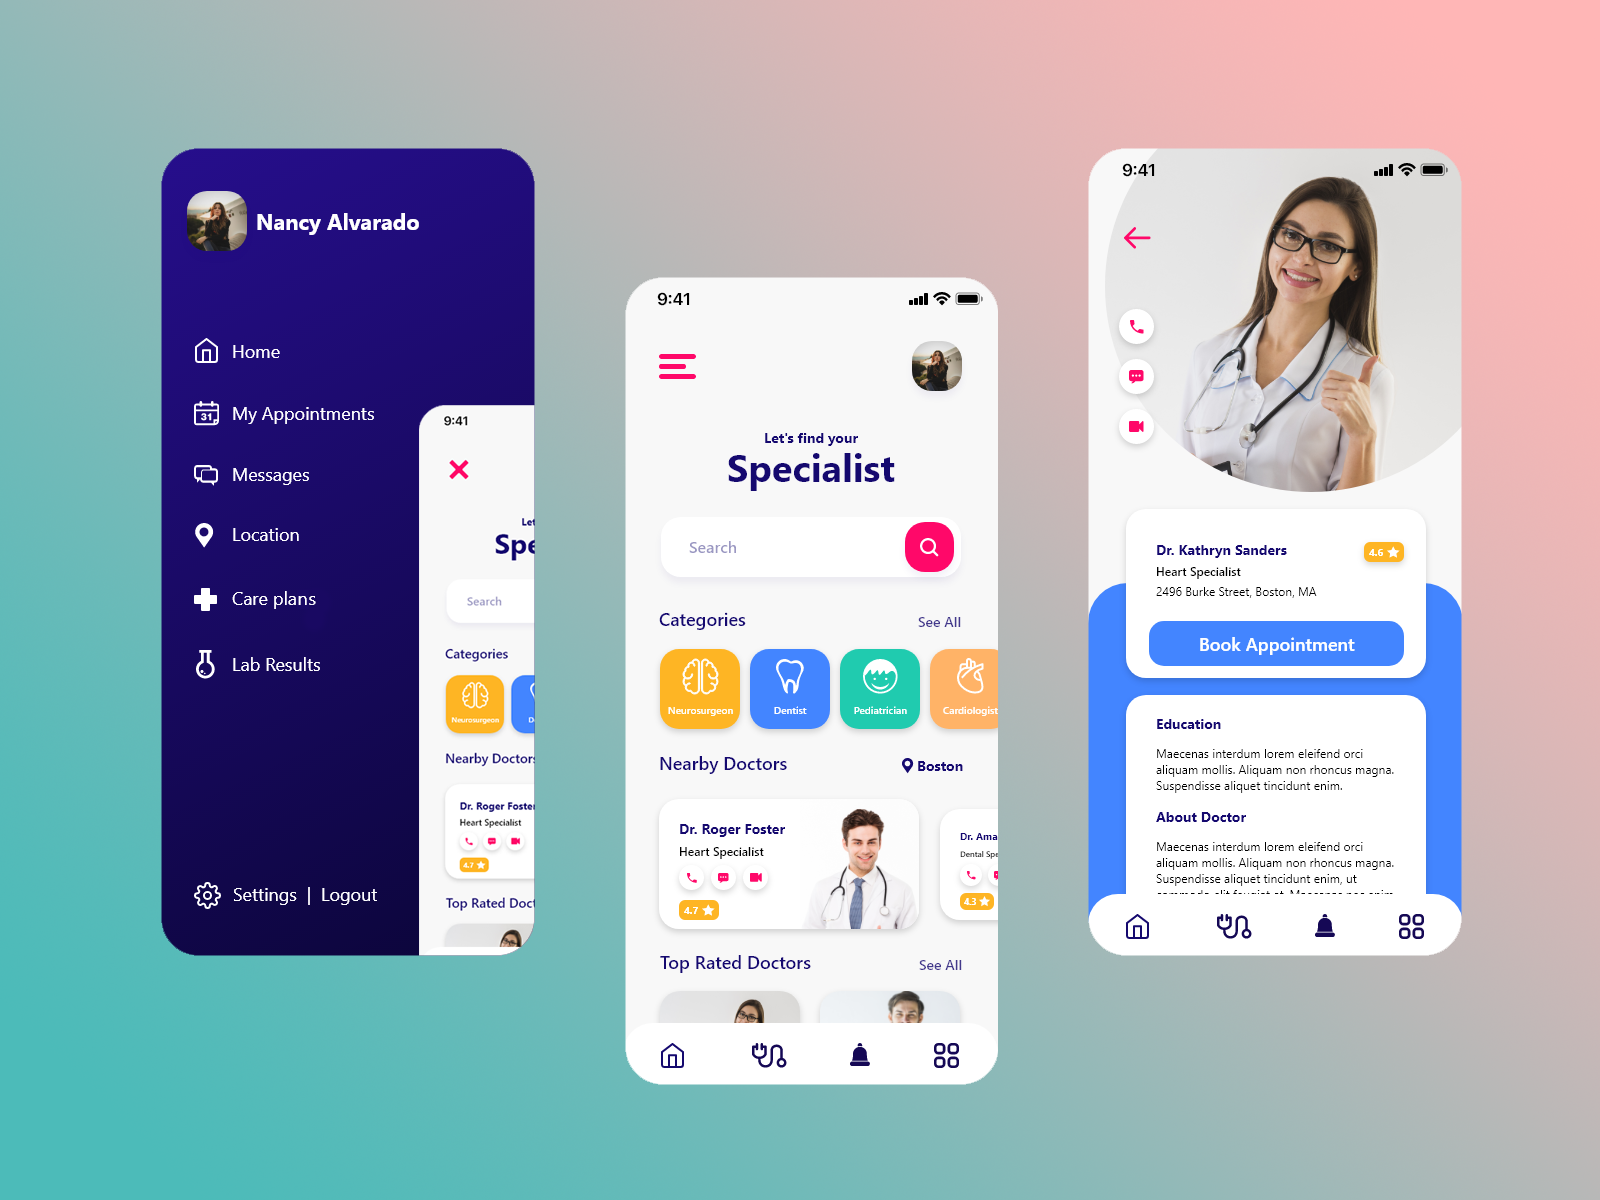 Nancy Alvarado
Home
31
My Appointments
Messages
Location
Care plans
Lab Results
Settings | Logout
9:41
Let
Spe
Search
Categories
Neurosurgeon
D
Nearby Doctors
Dr. Roger Foster
Heart Specialist
4.7
Top Rated Doct
9:41
Let's find your
Specialist
Search
Categories
See All
Neurosurgeon
Dentist
Pediatrician
Cardiologist
Nearby Doctors
Boston
Dr. Roger Foster
Heart Specialist
4.7
Dr. Ama
Dental Spe
4.3
Top Rated Doctors
See All
9:41
Dr. Kathryn Sanders
4.6
Heart Specialist
2496 Burke Street, Boston, MA
Book Appointment
Education
Maecenas interdum lorem eleifend orci
aliquam mollis. Aliquam non rhoncus magna.
Suspendisse aliquet tincidunt enim.
About Doctor
Maecenas interdum lorem eleifend orci
aliquam mollis. Aliquam non rhoncus magna.
Suspendisse aliquet tincidunt enim, ut